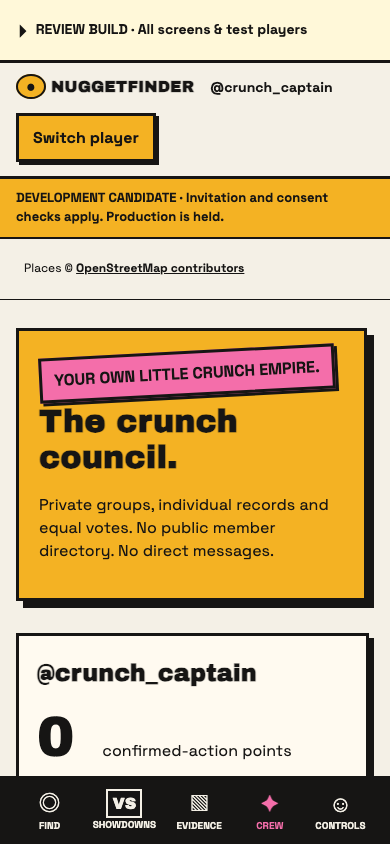 REVIEW BUILD · All screens & test players
NUGGETFINDER @crunch_captain
Switch player
DEVELOPMENT CANDIDATE · Invitation and consent
checks apply. Production is held.
Places © OpenStreetMap contributors
YOUR OWN LITTLE CRUNCH EMPIRE.
The crunch
council.
Private groups, individual records and
equal votes. No public member
directory. No direct messages.
@crunch_captain
0 confirmed-action points
VS
FIND SHOWDOWNS EVIDENCE CREW CONTROLS